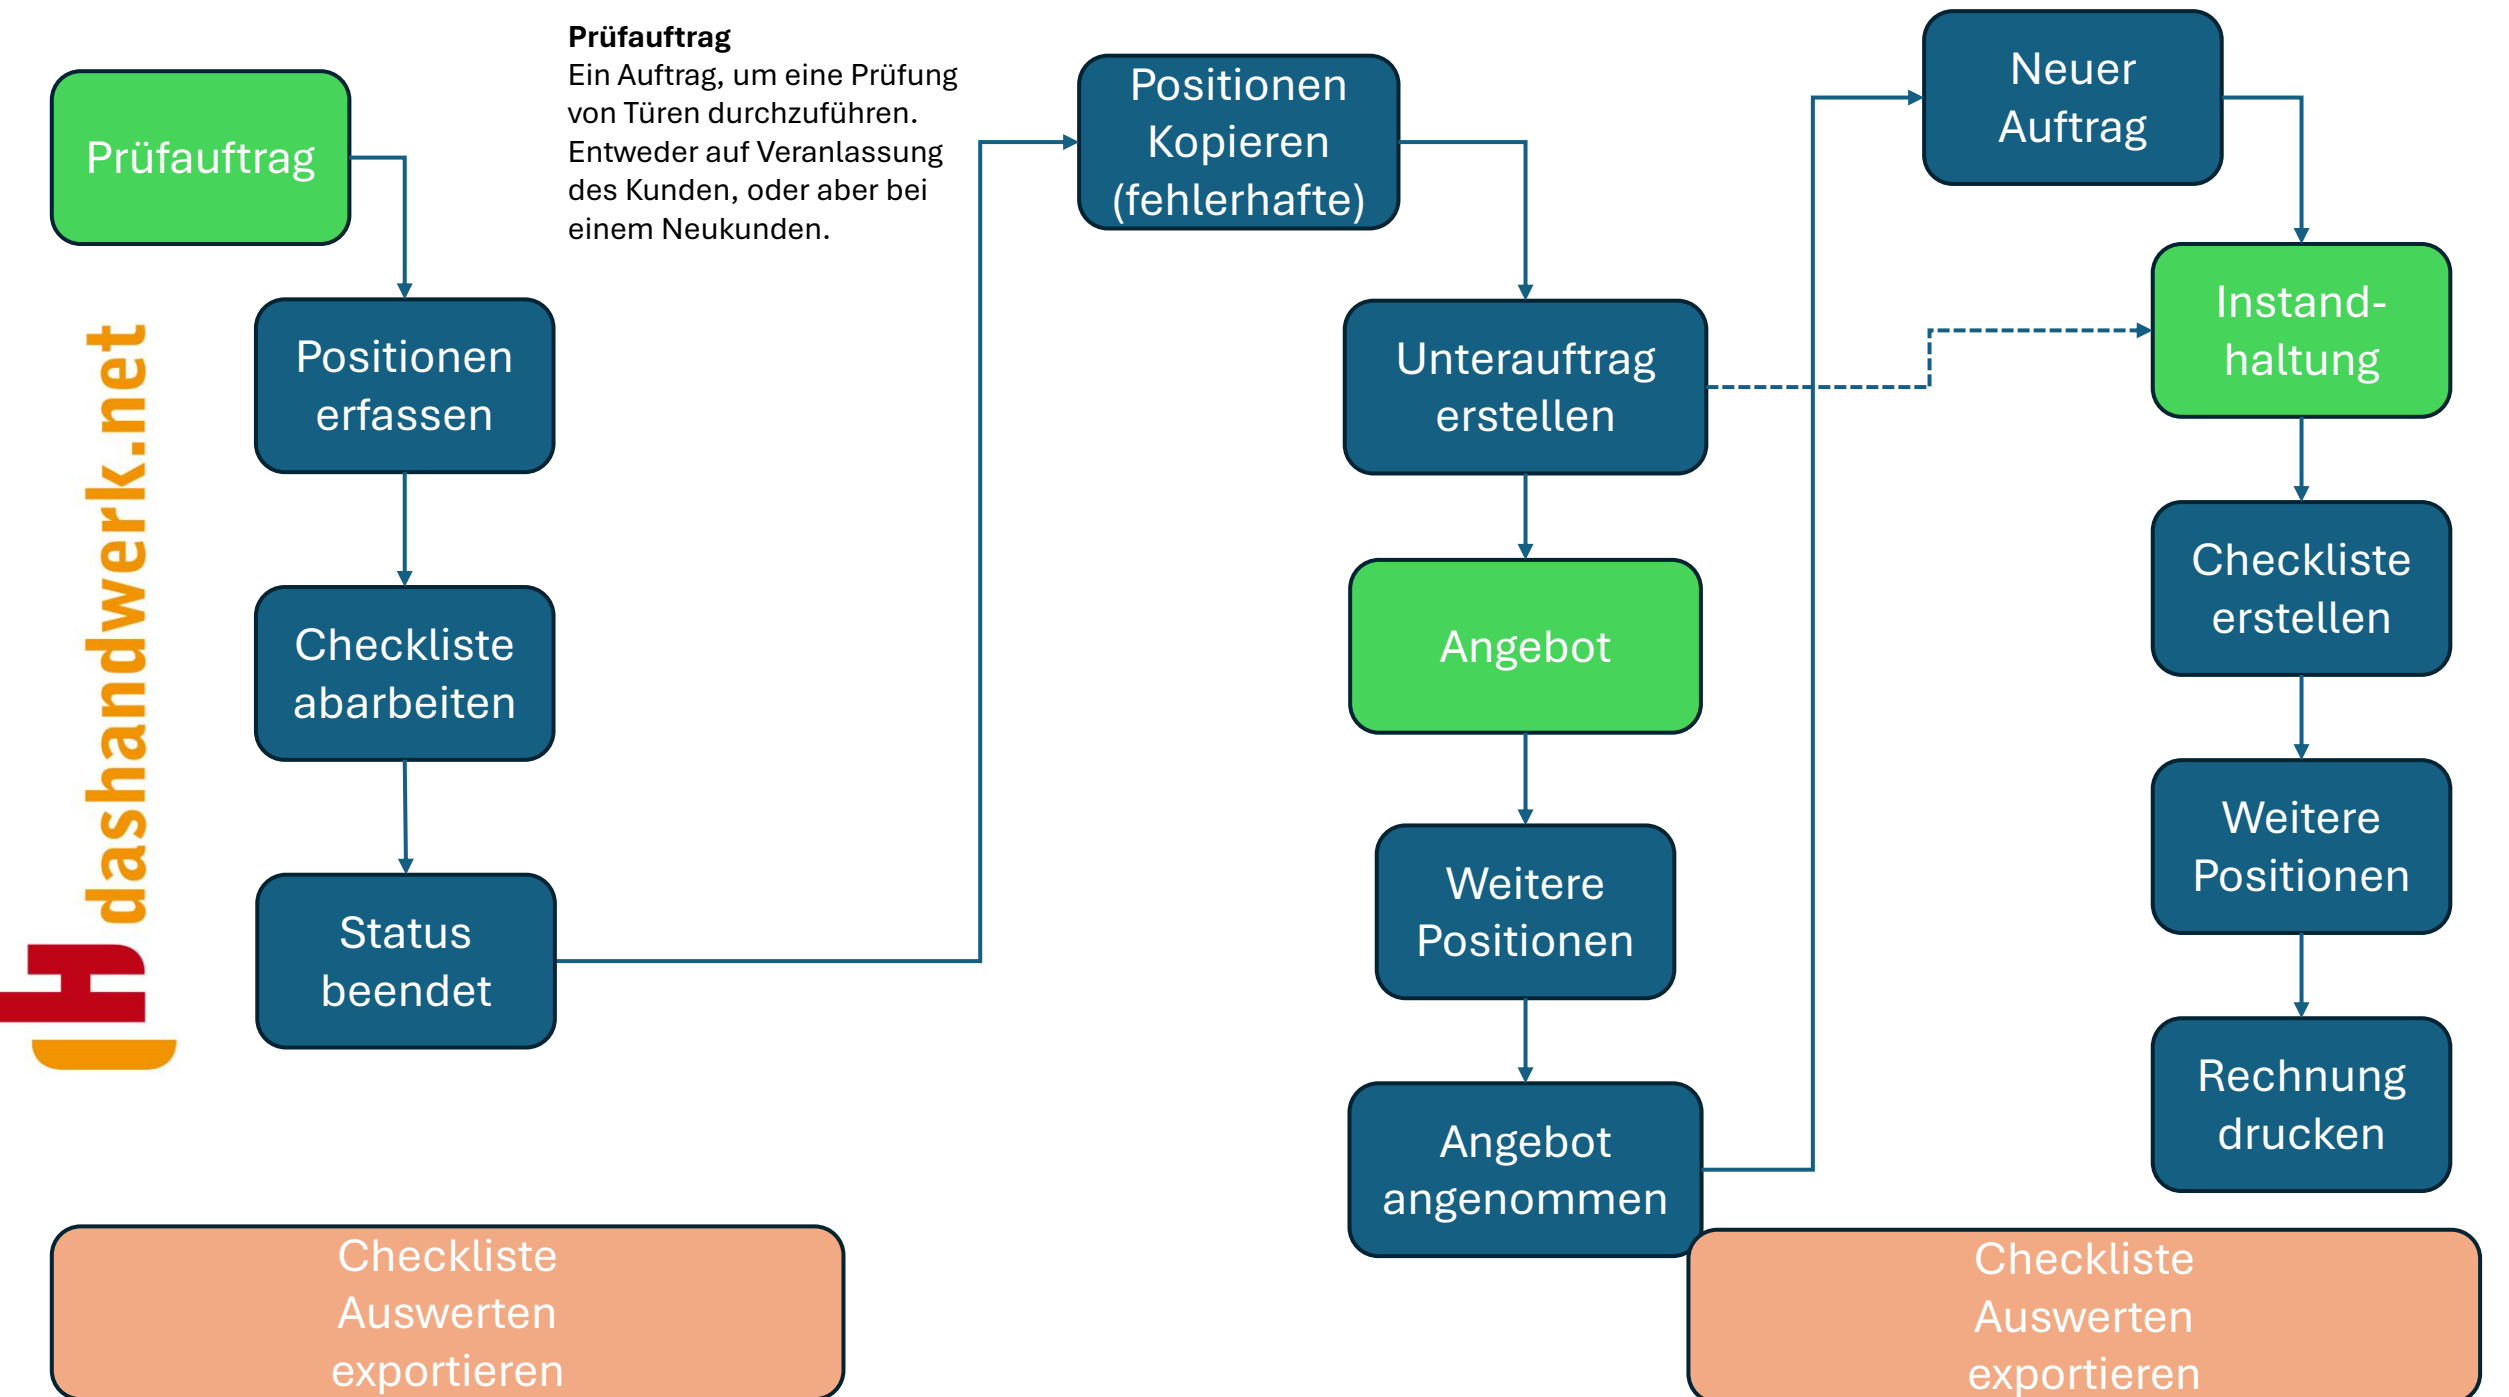 Prüfauftrag
Positionen
erfassen
Checkliste
abarbeiten
Status
beendet
Prüfauftrag
Ein Auftrag, um eine Prüfung
von Türen durchzuführen.
Entweder auf Veranlassung
des Kunden, oder aber bei
einem Neukunden.
Positionen
Kopieren
(fehlerhafte)
Unterauftrag
erstellen
Angebot
Weitere
Positionen
Angebot
angenommen
Neuer
Auftrag
Instand-
haltung
Checkliste
erstellen
Weitere
Positionen
Rechnung
drucken
Checkliste
Auswerten
exportieren
Checkliste
Auswerten
exportieren
dashandwerk.net